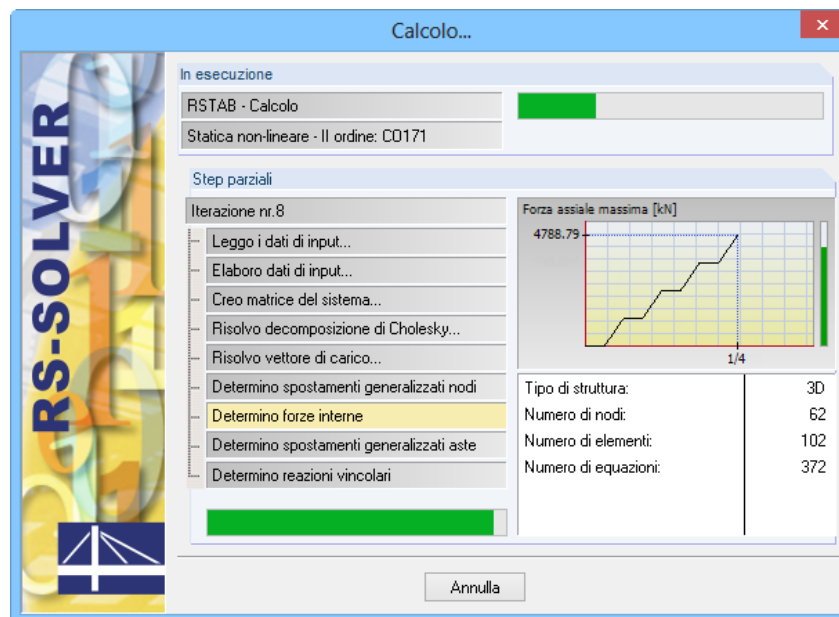 Calcolo...
RS-SOLVER
In esecuzione
RSTAB - Calcolo
Statica non-lineare - II ordine: CO171
Step parziali
Iterazione nr.8
Leggo i dati di input...
Elaboro dati di input...
Creo matrice del sistema...
Risolvo decomposizione di Cholesky...
Risolvo vettore di carico...
Determino spostamenti generalizzati nodi
Determino forze interne
Determino spostamenti generalizzati aste
Determino reazioni vincolari
Forza assiale massima [kN]
4788.79
1/4
Tipo di struttura: 3D
Numero di nodi: 62
Numero di elementi: 102
Numero di equazioni: 372
Annulla